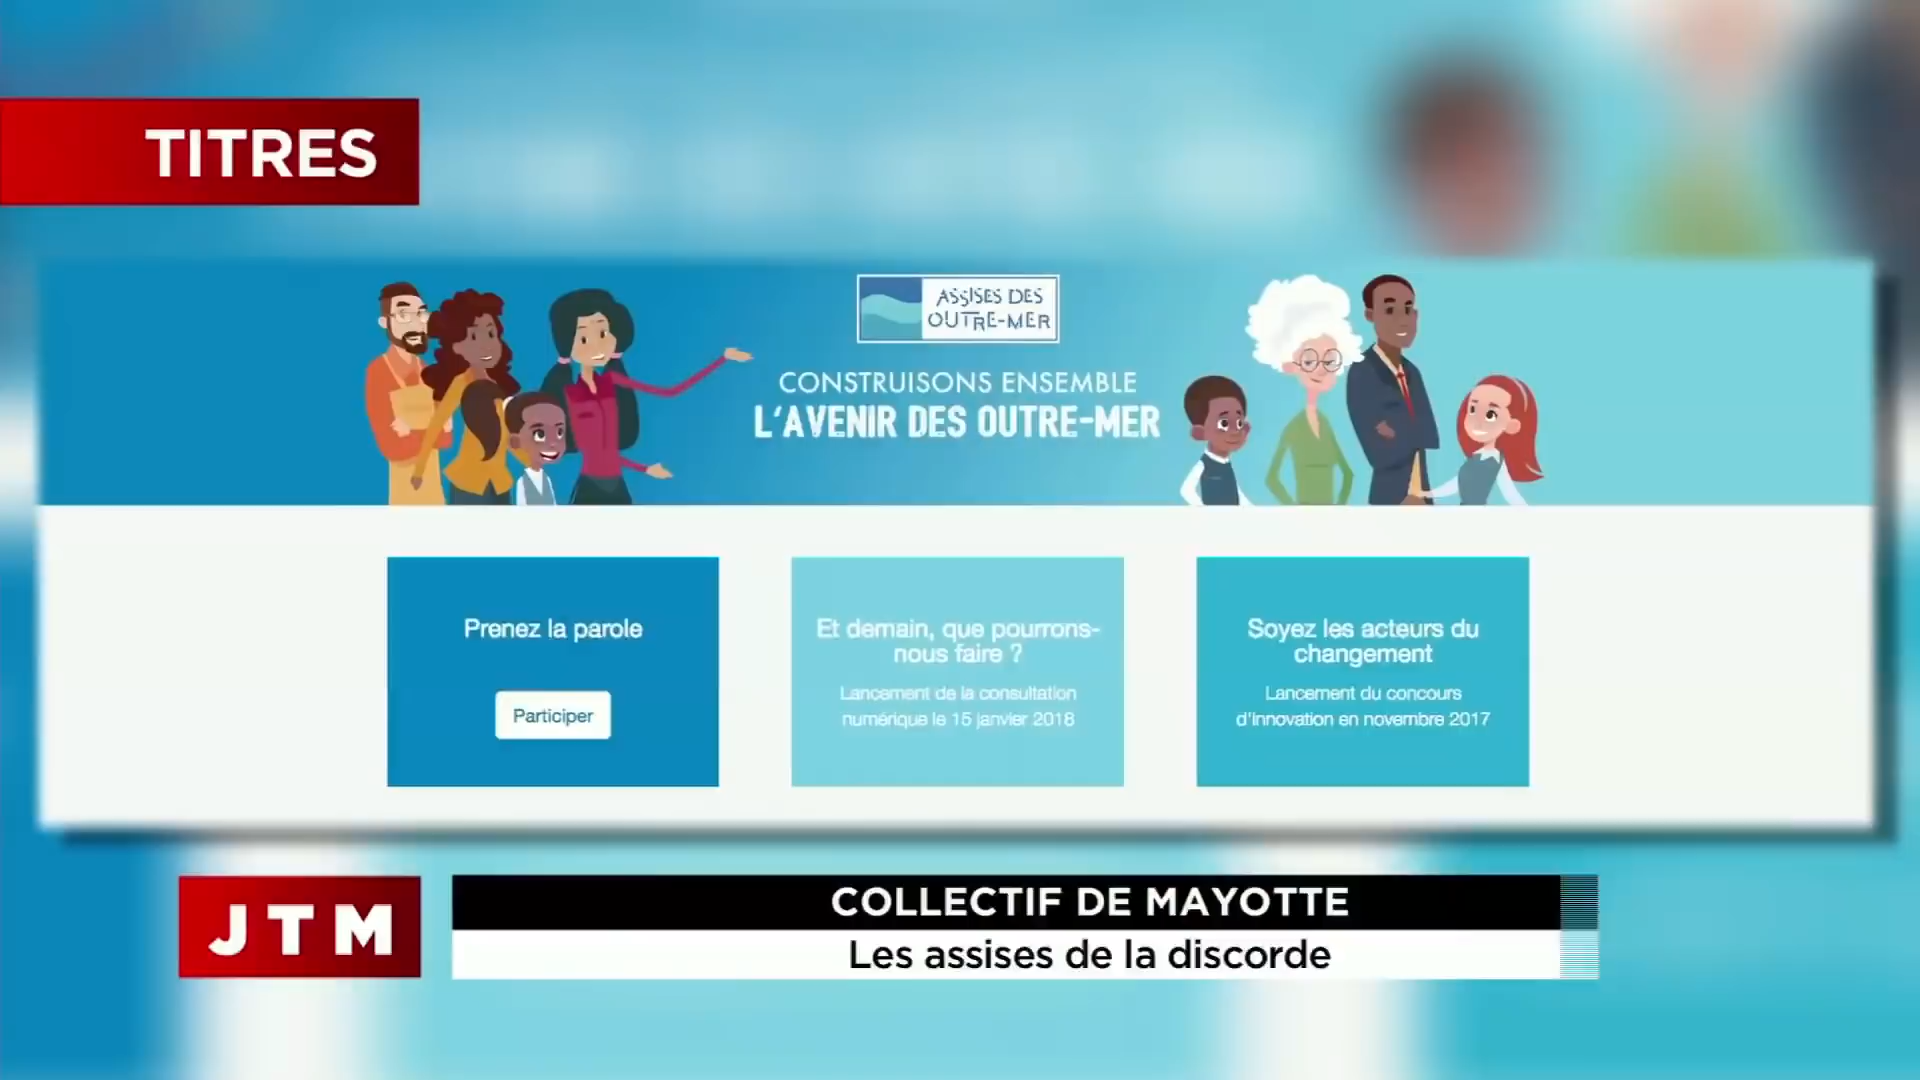 TITRES
ASSISES DES
OUTRE-MER
CONSTRUISONS ENSEMBLE
L'AVENIR DES OUTRE-MER
Prenez la parole
Participer
Et demain, que pourrons-
nous faire ?
Lancement de la consultation
numérique le 15 janvier 2018
Soyez les acteurs du
changement
Lancement du concours
d'innovation en novembre 2017
JTM
COLLECTIF DE MAYOTTE
Les assises de la discorde